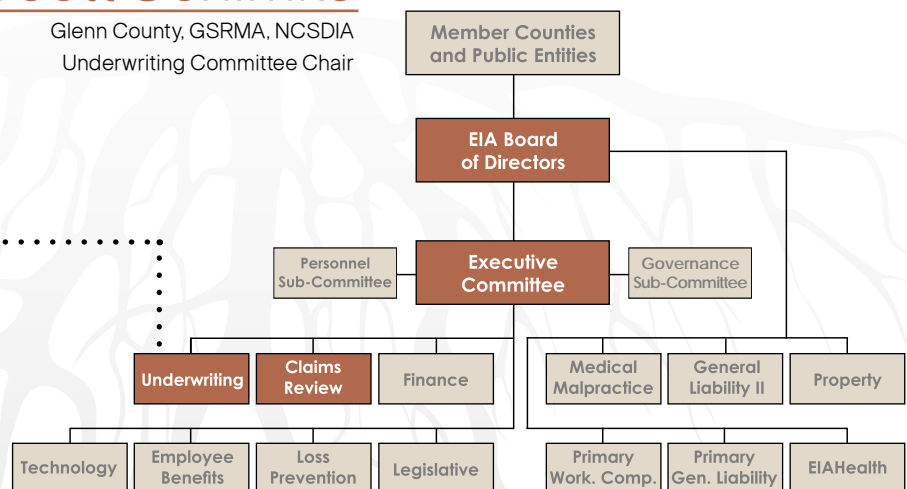 Glenn County, GSRMA, NCSDIA
Underwriting Committee Chair
Member Counties
and Public Entities
EIA Board
of Directors
Personnel
Sub-Committee
Executive
Committee
Governance
Sub-Committee
Underwriting
Claims
Review
Finance
Medical
Malpractice
General
Liability II
Property
Technology
Employee
Benefits
Loss
Prevention
Legislative
Primary
Work. Comp.
Primary
Gen. Liability
EIAHealth